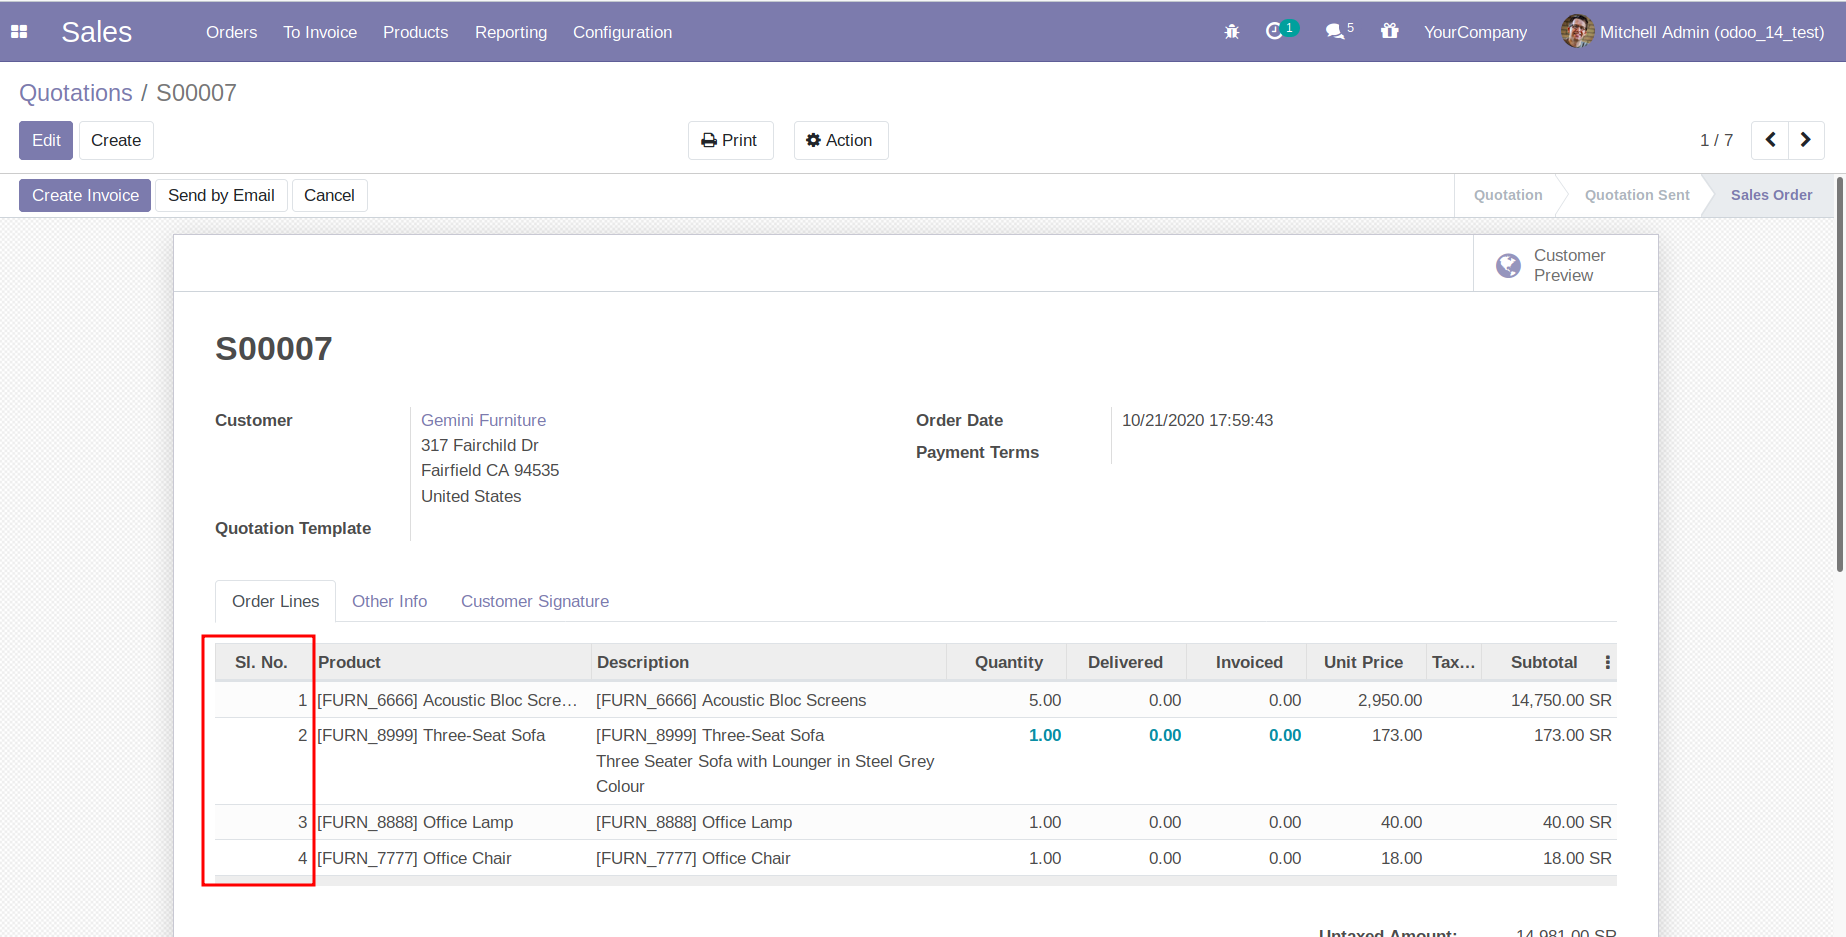 Sales Orders To Invoice Products Reporting Configuration 1 5 YourCompany Mitchell Admin (odoo_14_test)
Quotations / S00007
Edit Create Print Action 1 / 7
Create Invoice Send by Email Cancel Quotation Quotation Sent Sales Order
Customer
Preview
S00007
Customer Gemini Furniture Order Date 10/21/2020 17:59:43
317 Fairchild Dr
Payment Terms
Fairfield CA 94535
United States
Quotation Template
Order Lines Other Info Customer Signature
Sl. No. Product Description Quantity Delivered Invoiced Unit Price Tax... Subtotal
1 [FURN_6666] Acoustic Bloc Scre... [FURN_6666] Acoustic Bloc Screens 5.00 0.00 0.00 2,950.00 14,750.00 SR
2 [FURN_8999] Three-Seat Sofa [FURN_8999] Three-Seat Sofa 1.00 0.00 0.00 173.00 173.00 SR
Three Seater Sofa with Lounger in Steel Grey
Colour
3 [FURN_8888] Office Lamp [FURN_8888] Office Lamp 1.00 0.00 0.00 40.00 40.00 SR
4 [FURN_7777] Office Chair [FURN_7777] Office Chair 1.00 0.00 0.00 18.00 18.00 SR
Untaxed Amount: 14,981.00 SR